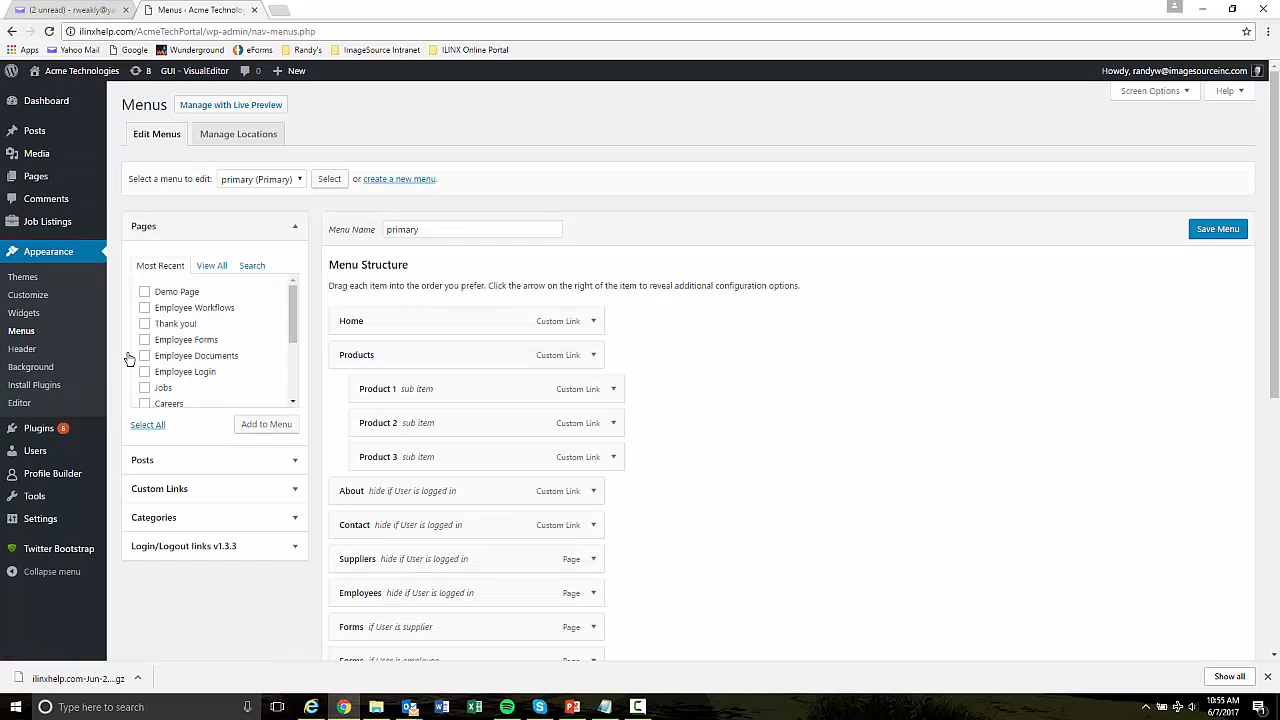 (2 unread) - rweakly@ya
Menus ‹ Acme Technolo
ilinxhelp.com/AcmeTechPortal/wp-admin/nav-menus.php
Apps Yahoo Mail Google Wunderground eForms Randy's ImageSource Intranet ILINX Online Portal
Acme Technologies 8 GUI - VisualEditor 0 + New Howdy, randyw@imagesourceinc.com
Menus Manage with Live Preview Screen Options Help
Edit Menus Manage Locations
Select a menu to edit: primary (Primary) Select or create a new menu.
Dashboard
Posts
Media
Pages
Comments
Job Listings
Appearance
Themes
Customize
Widgets
Menus
Header
Background
Install Plugins
Editor
Plugins 6
Users
Profile Builder
Tools
Settings
Twitter Bootstrap
Collapse menu
Pages
Most Recent View All Search
Demo Page
Employee Workflows
Thank you!
Employee Forms
Employee Documents
Employee Login
Jobs
Careers
Select All Add to Menu
Posts
Custom Links
Categories
Login/Logout links v1.3.3
Menu Name primary Save Menu
Menu Structure
Drag each item into the order you prefer. Click the arrow on the right of the item to reveal additional configuration options.
Home Custom Link
Products Custom Link
Product 1 sub item Custom Link
Product 2 sub item Custom Link
Product 3 sub item Custom Link
About hide if User is logged in Custom Link
Contact hide if User is logged in Custom Link
Suppliers hide if User is logged in Page
Employees hide if User is logged in Page
Forms if User is supplier Page
Forms if User is employee Page
ilinxhelp.com-Jun-2....gz Show all
Type here to search
10:55 AM
6/7/2017